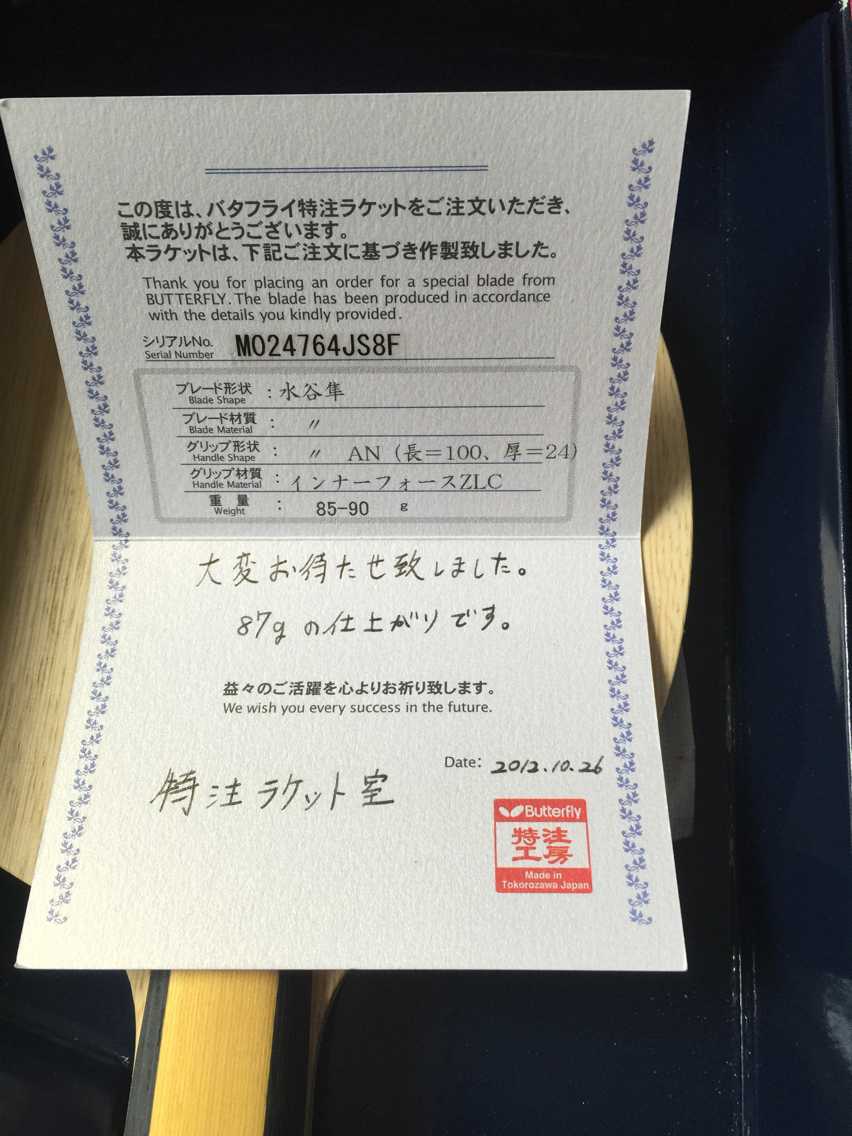 この度は、バタフライ特注ラケットをご注文いただき、
誠にありがとうございます。
本ラケットは、下記ご注文に基づき作製致しました。
Thank you for placing an order for a special blade from
BUTTERFLY. The blade has been produced in accordance
with the details you kindly provided.
シリアルNo.
Serial Number
MO24764JS8F
ブレード形状 : 水谷隼
Blade Shape
ブレード材質 : 〃
Blade Material
グリップ形状 : 〃 AN (長=100、厚=24)
Handle Shape
グリップ材質 : インナーフォースZLC
Handle Material
重量 : 85-90 g
Weight
大変お待たせ致しました。
87gの仕上がりです。
益々のご活躍を心よりお祈り致します。
We wish you every success in the future.
Date: 2012.10.26
特注ラケット室
Butterfly
特注
工房
Made in
Tokorozawa Japan